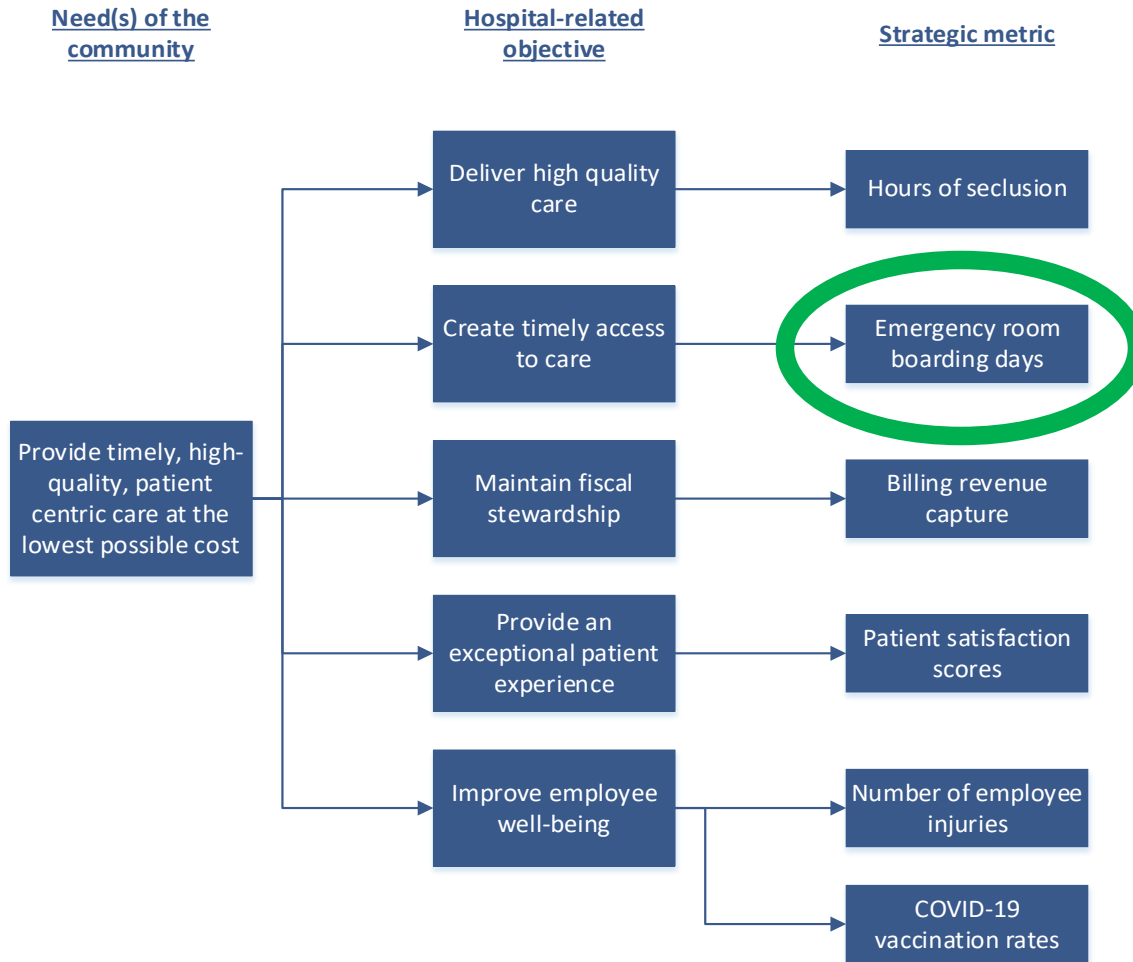 Need(s) of the
community
Hospital-related
objective
Strategic metric
Deliver high quality
care
Hours of seclusion
Create timely access
to care
Emergency room
boarding days
Provide timely, high-
quality, patient
centric care at the
lowest possible cost
Maintain fiscal
stewardship
Billing revenue
capture
Provide an
exceptional patient
experience
Patient satisfaction
scores
Improve employee
well-being
Number of employee
injuries
COVID-19
vaccination rates